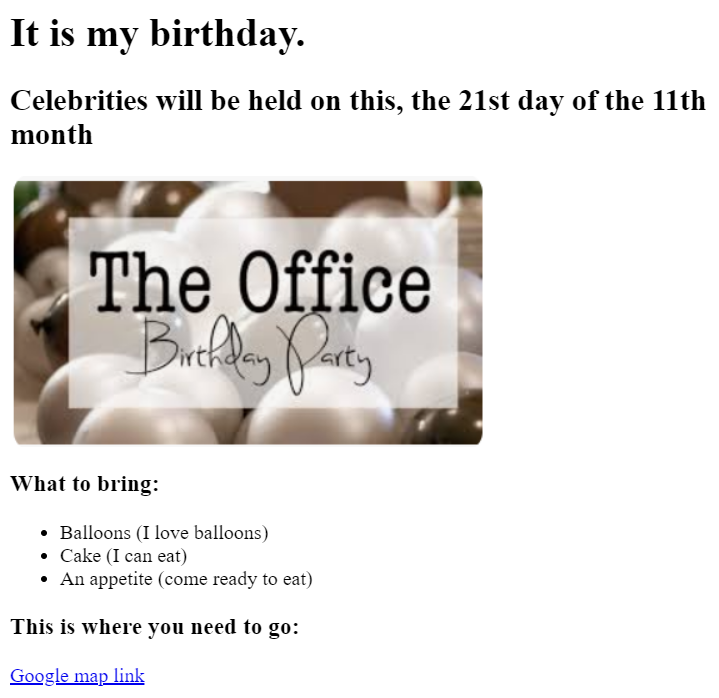 It is my birthday.
Celebrities will be held on this, the 21st day of the 11th
month
The Office
Birthday Party
What to bring:
• Balloons (I love balloons)
• Cake (I can eat)
• An appetite (come ready to eat)
This is where you need to go:
Google map link